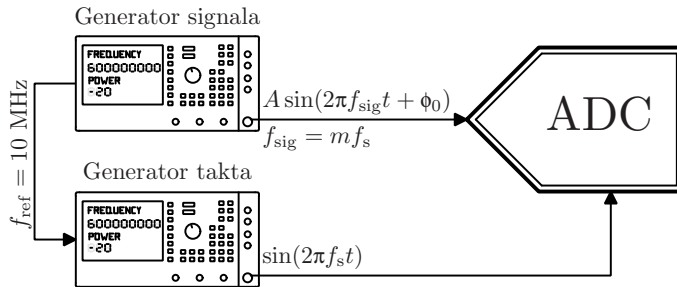 Generator signala
FREQUENCY
600000000
POWER
-20
A sin(2πf_sig t + ϕ_0)
f_sig = mf_s
ADC
f_ref = 10 MHz
Generator takta
FREQUENCY
600000000
POWER
-20
sin(2πf_s t)